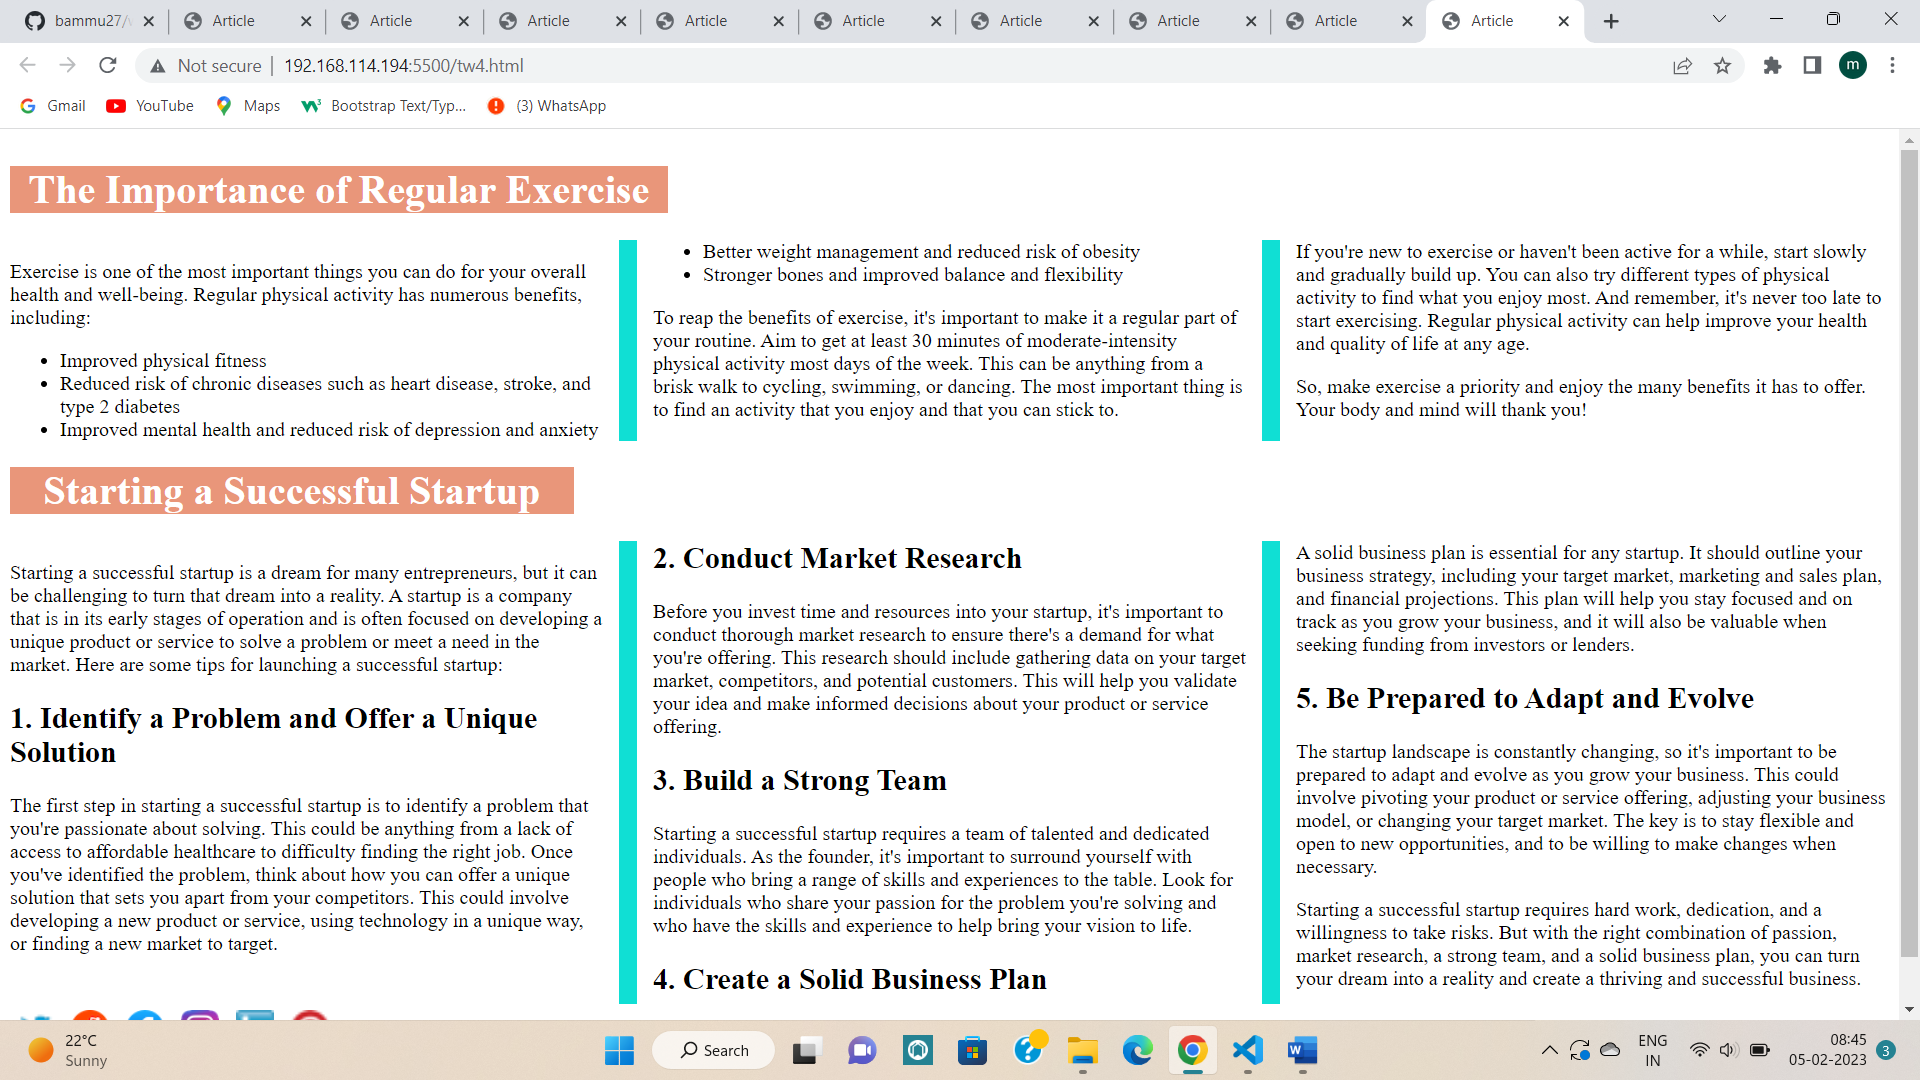 bammu27/
Article
Article
Article
Article
Article
Article
Article
Article
Article
Not secure | 192.168.114.194:5500/tw4.html
m
Gmail
YouTube
Maps
Bootstrap Text/Typ...
(3) WhatsApp
The Importance of Regular Exercise
Exercise is one of the most important things you can do for your overall
health and well-being. Regular physical activity has numerous benefits,
including:
• Improved physical fitness
• Reduced risk of chronic diseases such as heart disease, stroke, and
type 2 diabetes
• Improved mental health and reduced risk of depression and anxiety
• Better weight management and reduced risk of obesity
• Stronger bones and improved balance and flexibility
To reap the benefits of exercise, it's important to make it a regular part of
your routine. Aim to get at least 30 minutes of moderate-intensity
physical activity most days of the week. This can be anything from a
brisk walk to cycling, swimming, or dancing. The most important thing is
to find an activity that you enjoy and that you can stick to.
If you're new to exercise or haven't been active for a while, start slowly
and gradually build up. You can also try different types of physical
activity to find what you enjoy most. And remember, it's never too late to
start exercising. Regular physical activity can help improve your health
and quality of life at any age.
So, make exercise a priority and enjoy the many benefits it has to offer.
Your body and mind will thank you!
Starting a Successful Startup
Starting a successful startup is a dream for many entrepreneurs, but it can
be challenging to turn that dream into a reality. A startup is a company
that is in its early stages of operation and is often focused on developing a
unique product or service to solve a problem or meet a need in the
market. Here are some tips for launching a successful startup:
1. Identify a Problem and Offer a Unique
Solution
The first step in starting a successful startup is to identify a problem that
you're passionate about solving. This could be anything from a lack of
access to affordable healthcare to difficulty finding the right job. Once
you've identified the problem, think about how you can offer a unique
solution that sets you apart from your competitors. This could involve
developing a new product or service, using technology in a unique way,
or finding a new market to target.
2. Conduct Market Research
Before you invest time and resources into your startup, it's important to
conduct thorough market research to ensure there's a demand for what
you're offering. This research should include gathering data on your target
market, competitors, and potential customers. This will help you validate
your idea and make informed decisions about your product or service
offering.
3. Build a Strong Team
Starting a successful startup requires a team of talented and dedicated
individuals. As the founder, it's important to surround yourself with
people who bring a range of skills and experiences to the table. Look for
individuals who share your passion for the problem you're solving and
who have the skills and experience to help bring your vision to life.
4. Create a Solid Business Plan
A solid business plan is essential for any startup. It should outline your
business strategy, including your target market, marketing and sales plan,
and financial projections. This plan will help you stay focused and on
track as you grow your business, and it will also be valuable when
seeking funding from investors or lenders.
5. Be Prepared to Adapt and Evolve
The startup landscape is constantly changing, so it's important to be
prepared to adapt and evolve as you grow your business. This could
involve pivoting your product or service offering, adjusting your business
model, or changing your target market. The key is to stay flexible and
open to new opportunities, and to be willing to make changes when
necessary.
Starting a successful startup requires hard work, dedication, and a
willingness to take risks. But with the right combination of passion,
market research, a strong team, and a solid business plan, you can turn
your dream into a reality and create a thriving and successful business.
22°C
Sunny
Search
ENG
IN
08:45
05-02-2023
3